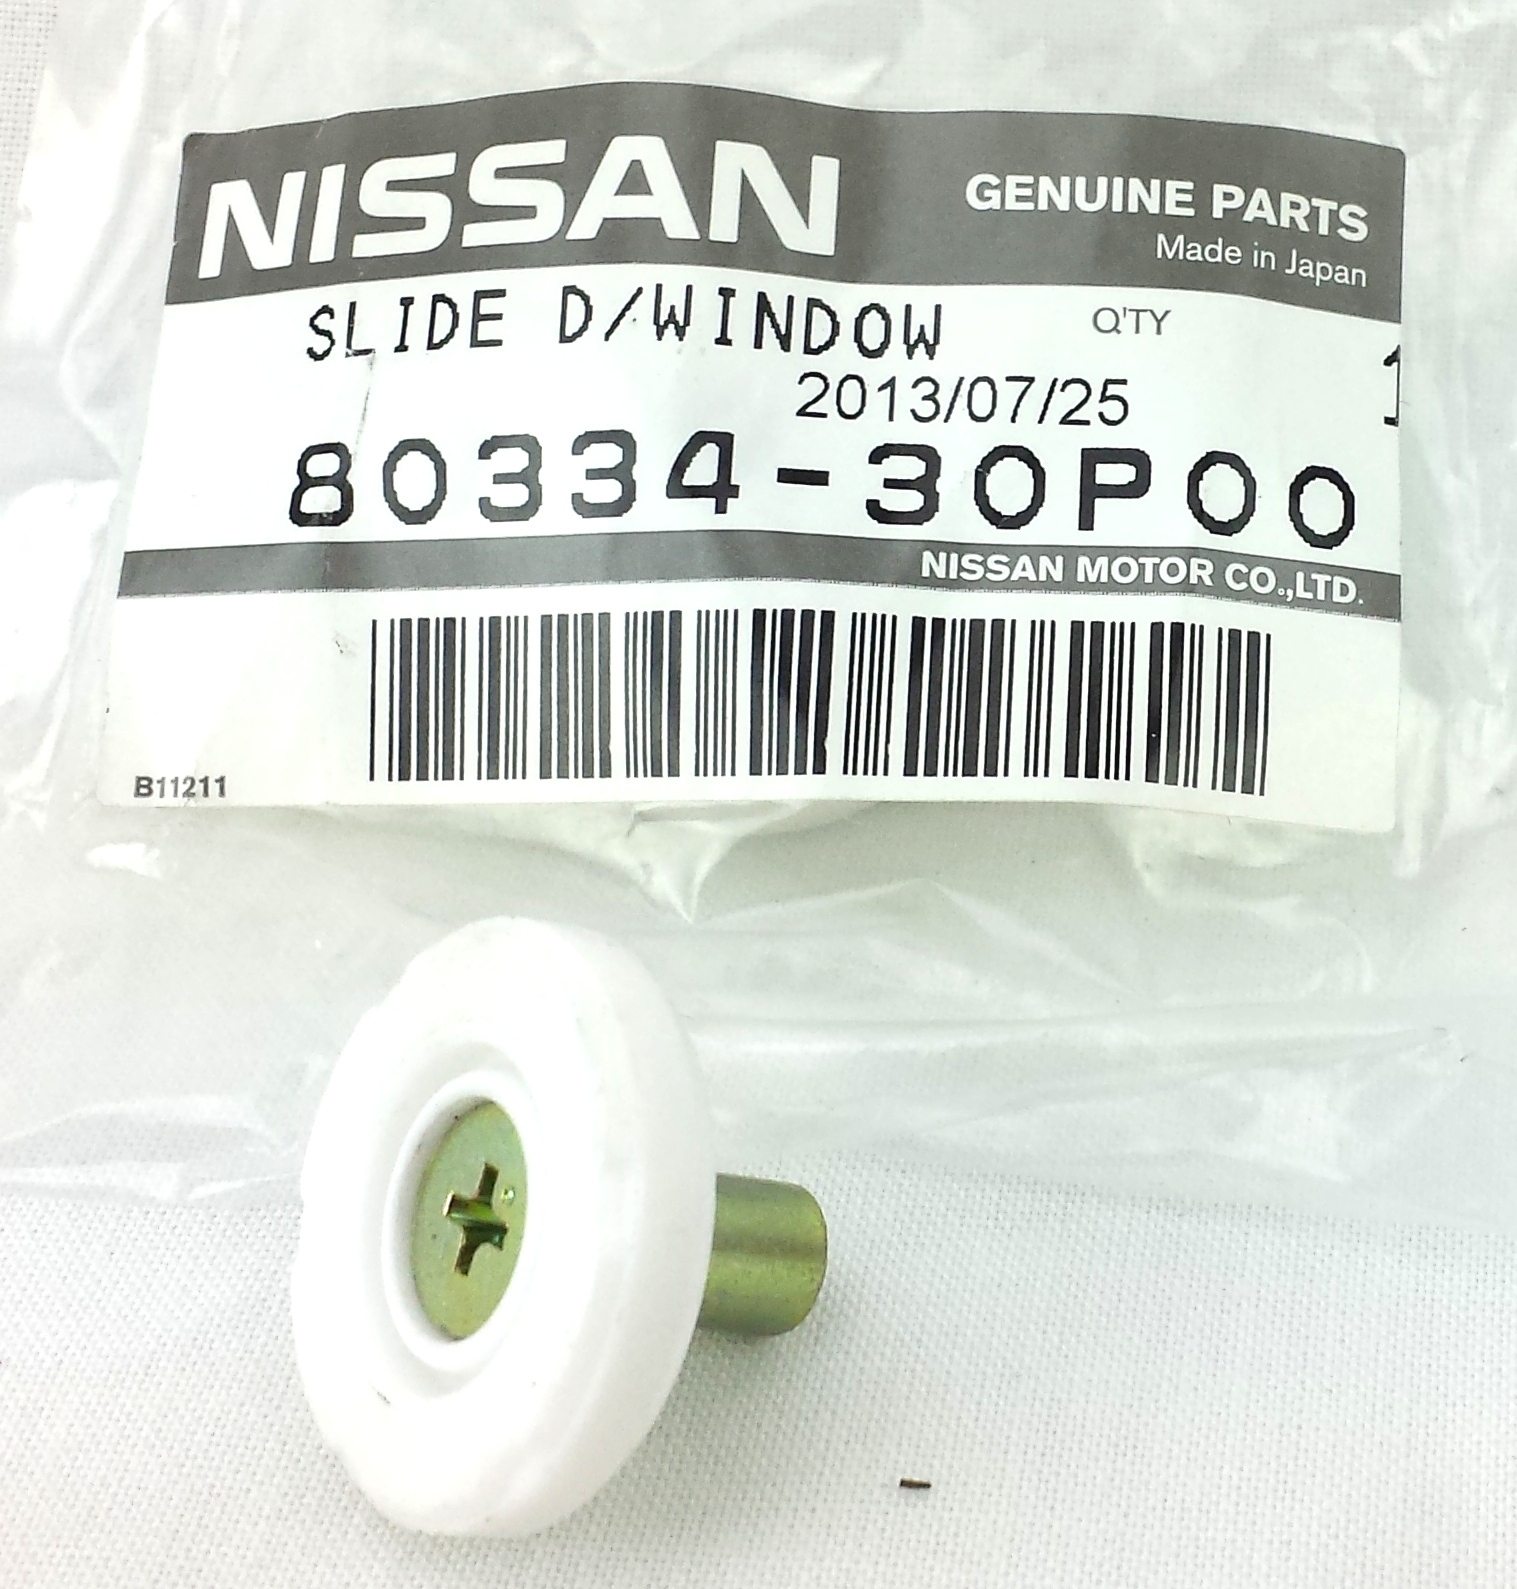 NISSAN
GENUINE PARTS
Made in Japan
SLIDE D/WINDOW
Q'TY
1
2013/07/25
80334-30P00
NISSAN MOTOR CO.,LTD.
B11211